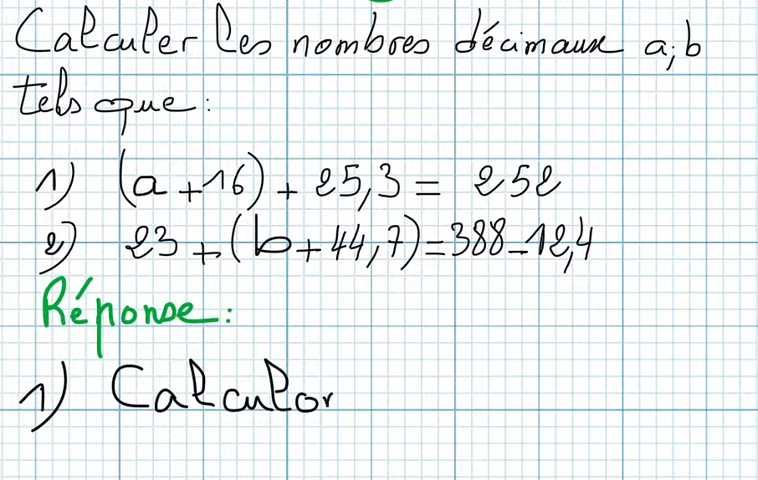 Calculer les nombres décimaux a;b
tels que:
1) (a+16) + 25,3 = 252
2) 23 + (b+44,7) = 388-12,4
Réponse:
1) Calculor